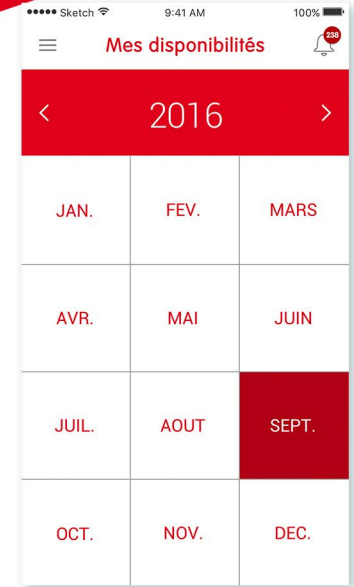 Sketch 9:41 AM 100%
Mes disponibilités 238
2016
JAN. FEV. MARS
AVR. MAI JUIN
JUIL. AOUT SEPT.
OCT. NOV. DEC.